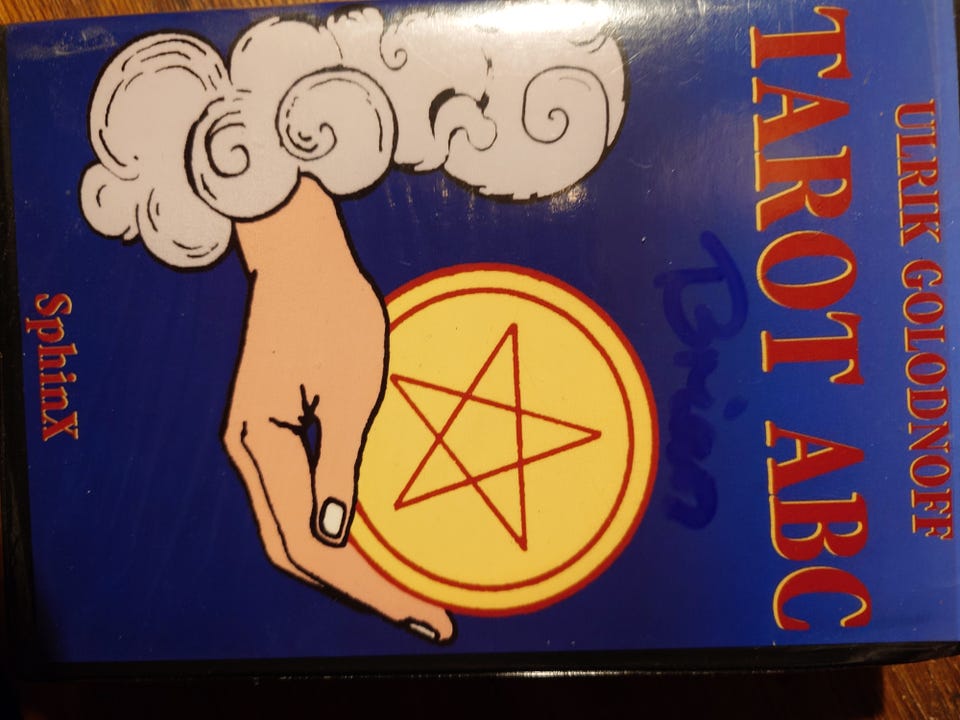 ULRIK GOLODNOFF
TAROT ABC
Brian
SphinX